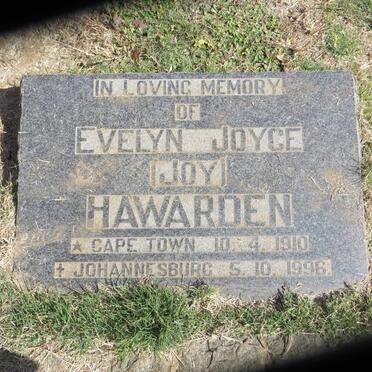 IN LOVING MEMORY
OF
EVELYN JOYCE
(JOY)
HAWARDEN
★ CAPE TOWN 10.4.1910
✝ JOHANNESBURG 5.10.1996